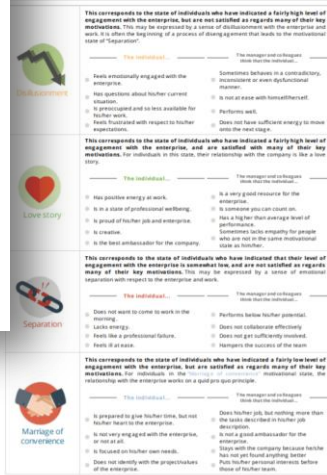 This corresponds to the state of individuals who have indicated a fairly high level of
engagement with the enterprise, but are not satisfied as regards many of their key
motivations. This may be expressed by a sense of disillusionment with the enterprise and
work. It is often the beginning of a process of disengagement that leads to the motivational
state of "Separation".
The individual...
The manager and colleagues
think that the individual...
Feels emotionally engaged with the
enterprise.
Has questions about his/her current
situation.
Is preoccupied and so less available for
his/her work.
Feels frustrated with respect to his/her
expectations.
Sometimes behaves in a contradictory,
inconsistent or even dysfunctional
manner.
Is not at ease with himself/herself.
Performs well.
Does not have sufficient energy to move
onto the next stage.
Disillusionment
This corresponds to the state of individuals who have indicated a fairly high level of
engagement with the enterprise, and are satisfied with many of their key
motivations. For individuals in this state, their relationship with the company is like a love
story.
The individual...
The manager and colleagues
think that the individual...
Has positive energy at work.
Is in a state of professional wellbeing.
Is proud of his/her job and enterprise.
Is creative.
Is the best ambassador for the company.
Is a very good resource for the
enterprise.
Is someone you can count on.
Has a higher than average level of
performance.
Sometimes lacks empathy for people
who are not in the same motivational
state as him/her.
Love story
This corresponds to the state of individuals who have indicated that their level of
engagement with the enterprise is somewhat low, and are not satisfied as regards
many of their key motivations. This may be expressed by a sense of emotional
separation with respect to the enterprise and work.
The individual...
The manager and colleagues
think that the individual...
Does not want to come to work in the
morning.
Lacks energy.
Feels like a professional failure.
Feels ill at ease.
Performs below his/her potential.
Does not collaborate effectively
Does not get sufficiently involved.
Hampers the success of the team
Separation
This corresponds to the state of individuals who have indicated a fairly low level of
engagement with the enterprise, but are satisfied as regards many of their key
motivations. For individuals in the "Marriage of convenience" motivational state, the
relationship with the enterprise works on a quid pro quo principle.
The individual...
The manager and colleagues
think that the individual...
Is prepared to give his/her time, but not
his/her heart to the enterprise.
Is not very engaged with the enterprise,
or not at all.
Is focused on his/her own needs.
Does not identify with the project/values
of the enterprise.
Does his/her job, but nothing more than
the tasks described in his/her job
description.
Is not a good ambassador for the
enterprise.
Stays with the company because he/she
has not yet found anything better
Puts his/her personal interests before
those of his/her team.
Marriage of
convenience